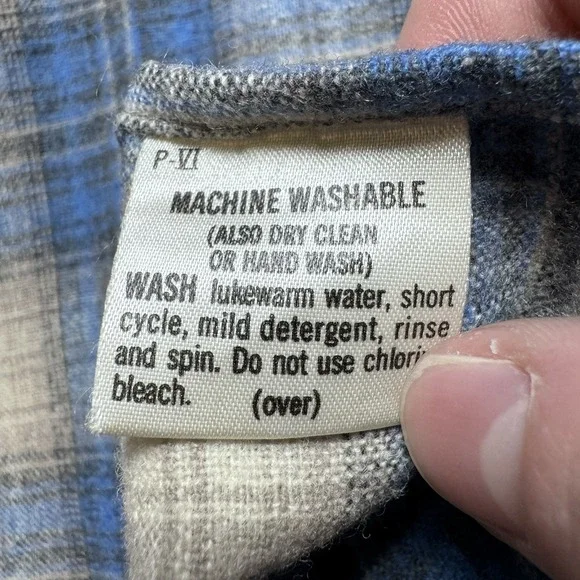 P-VI
MACHINE WASHABLE
(ALSO DRY CLEAN
OR HAND WASH)
WASH lukewarm water, short
cycle, mild detergent, rinse
and spin. Do not use
bleach. (over)